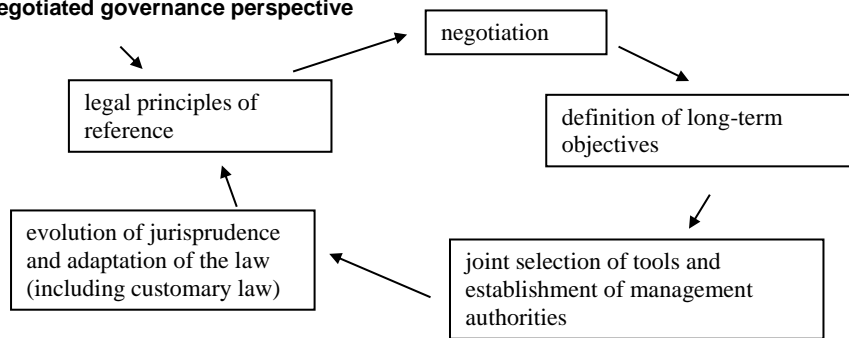 egotiated governance perspective
negotiation
legal principles of
reference
definition of long-term
objectives
evolution of jurisprudence
and adaptation of the law
(including customary law)
joint selection of tools and
establishment of management
authorities